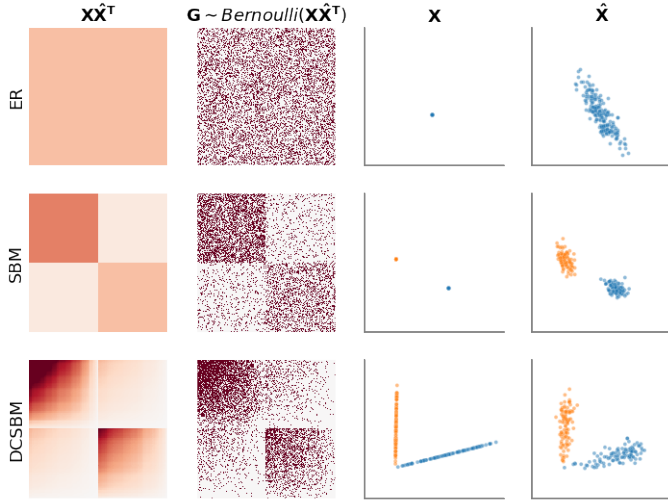 XX̂ᵀ G ~ Bernoulli(XX̂ᵀ) X X̂
ER
SBM
DCSBM